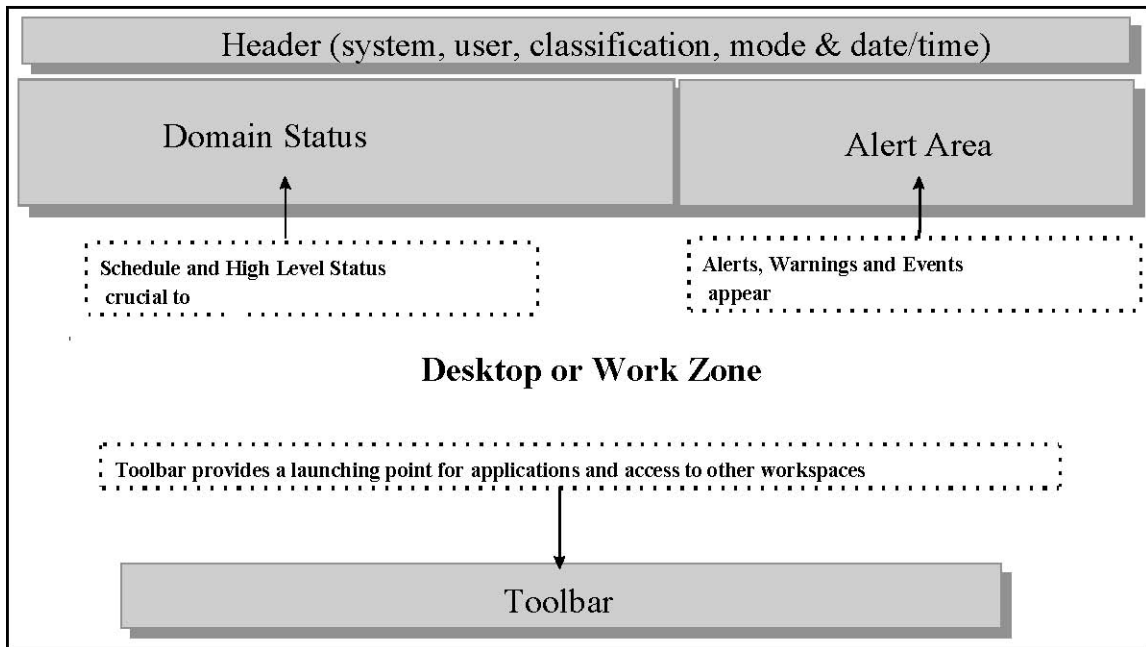 Header (system, user, classification, mode & date/time)
Domain Status
Alert Area
Schedule and High Level Status
crucial to
Alerts, Warnings and Events
appear
Desktop or Work Zone
Toolbar provides a launching point for applications and access to other workspaces
Toolbar